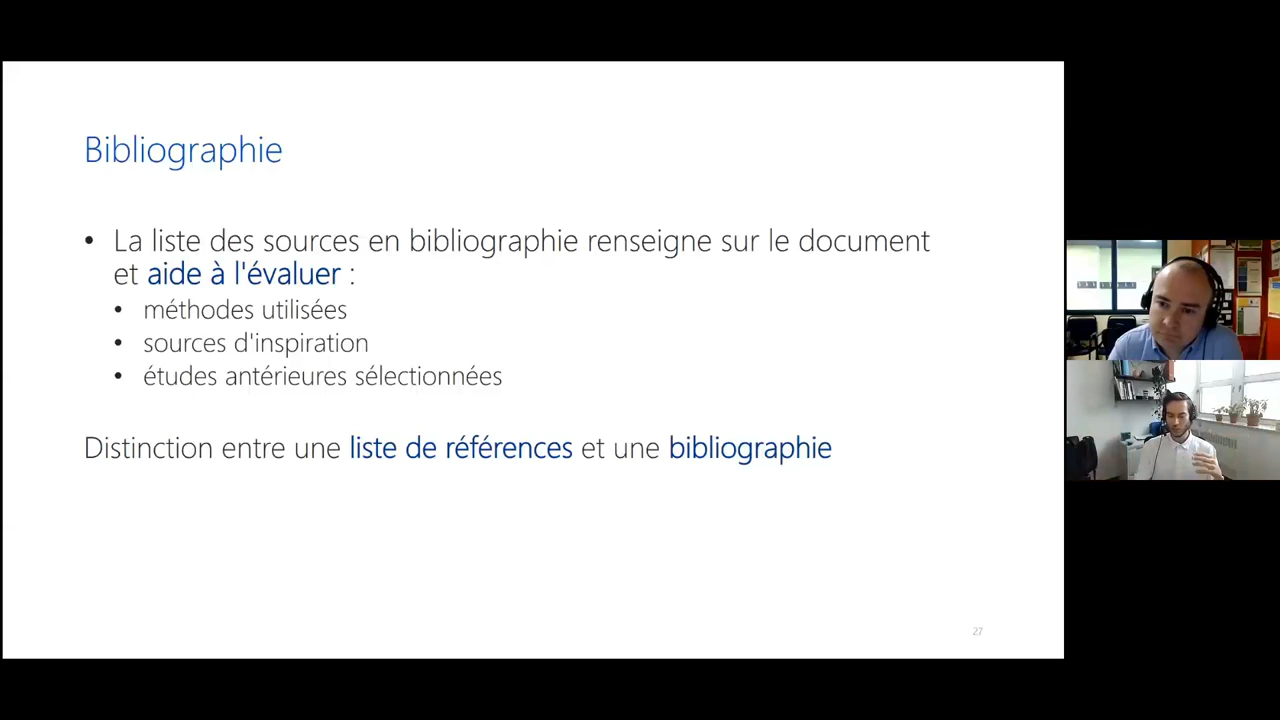 Bibliographie
• La liste des sources en bibliographie renseigne sur le document
et aide à l'évaluer :
• méthodes utilisées
• sources d'inspiration
• études antérieures sélectionnées
Distinction entre une liste de références et une bibliographie
27